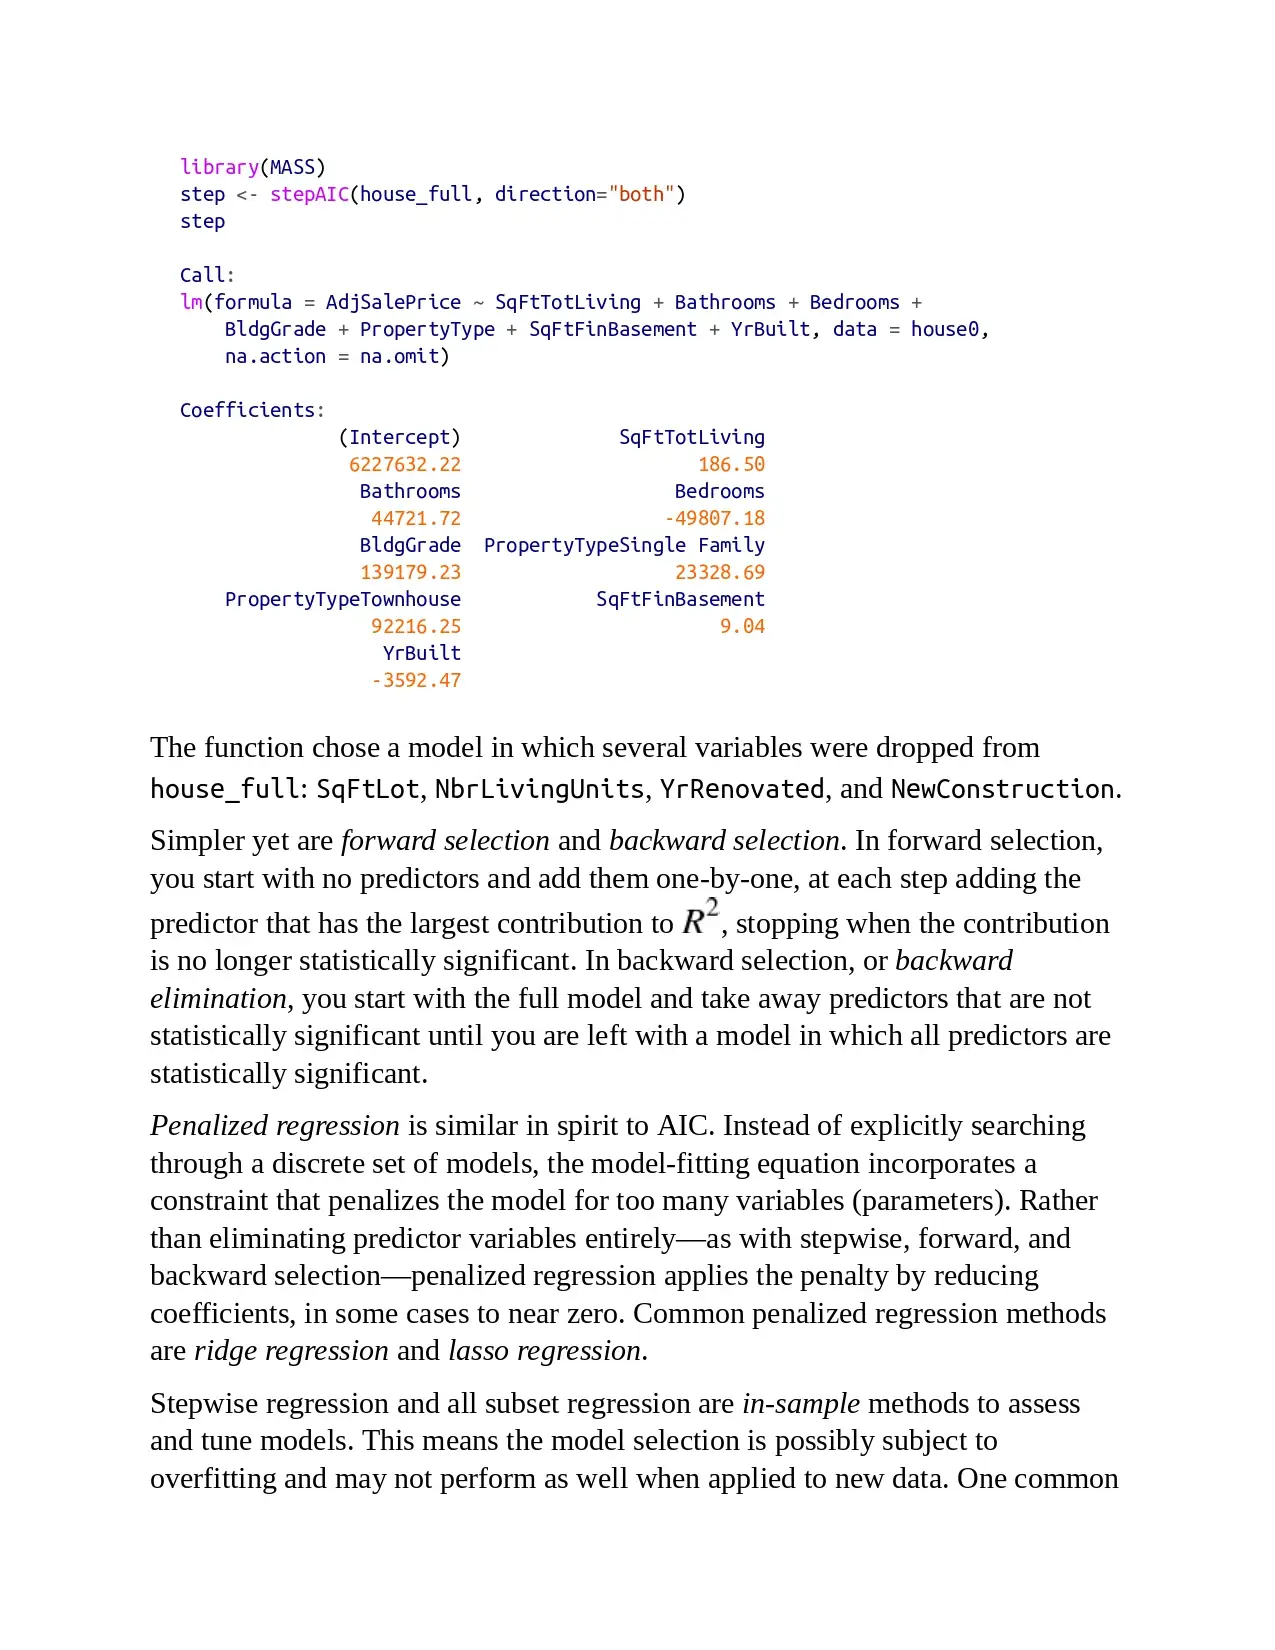 library(MASS)
step <- stepAIC(house_full, direction="both")
step
Call:
lm(formula = AdjSalePrice ~ SqFtTotLiving + Bathrooms + Bedrooms +
BldgGrade + PropertyType + SqFtFinBasement + YrBuilt, data = house0,
na.action = na.omit)
Coefficients:
(Intercept) SqFtTotLiving
6227632.22 186.50
Bathrooms Bedrooms
44721.72 -49807.18
BldgGrade PropertyTypeSingle Family
139179.23 23328.69
PropertyTypeTownhouse SqFtFinBasement
92216.25 9.04
YrBuilt
-3592.47
The function chose a model in which several variables were dropped from
house_full: SqFtLot, NbrLivingUnits, YrRenovated, and NewConstruction.
Simpler yet are forward selection and backward selection. In forward selection,
you start with no predictors and add them one-by-one, at each step adding the
predictor that has the largest contribution to R², stopping when the contribution
is no longer statistically significant. In backward selection, or backward
elimination, you start with the full model and take away predictors that are not
statistically significant until you are left with a model in which all predictors are
statistically significant.
Penalized regression is similar in spirit to AIC. Instead of explicitly searching
through a discrete set of models, the model-fitting equation incorporates a
constraint that penalizes the model for too many variables (parameters). Rather
than eliminating predictor variables entirely—as with stepwise, forward, and
backward selection—penalized regression applies the penalty by reducing
coefficients, in some cases to near zero. Common penalized regression methods
are ridge regression and lasso regression.
Stepwise regression and all subset regression are in-sample methods to assess
and tune models. This means the model selection is possibly subject to
overfitting and may not perform as well when applied to new data. One common